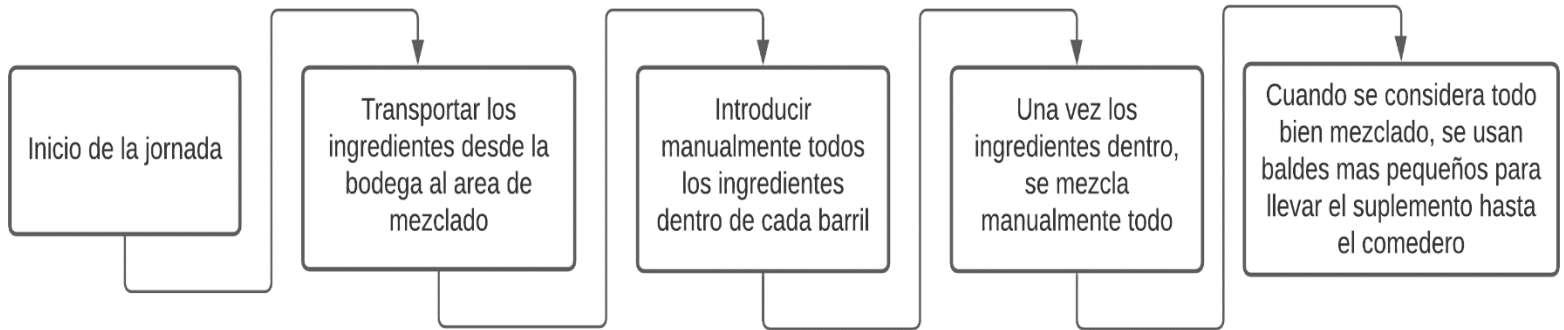 Inicio de la jornada
Transportar los
ingredientes desde la
bodega al area de
mezclado
Introducir
manualmente todos
los ingredientes
dentro de cada barril
Una vez los
ingredientes dentro,
se mezcla
manualmente todo
Cuando se considera todo
bien mezclado, se usan
baldes mas pequeños para
llevar el suplemento hasta
el comedero